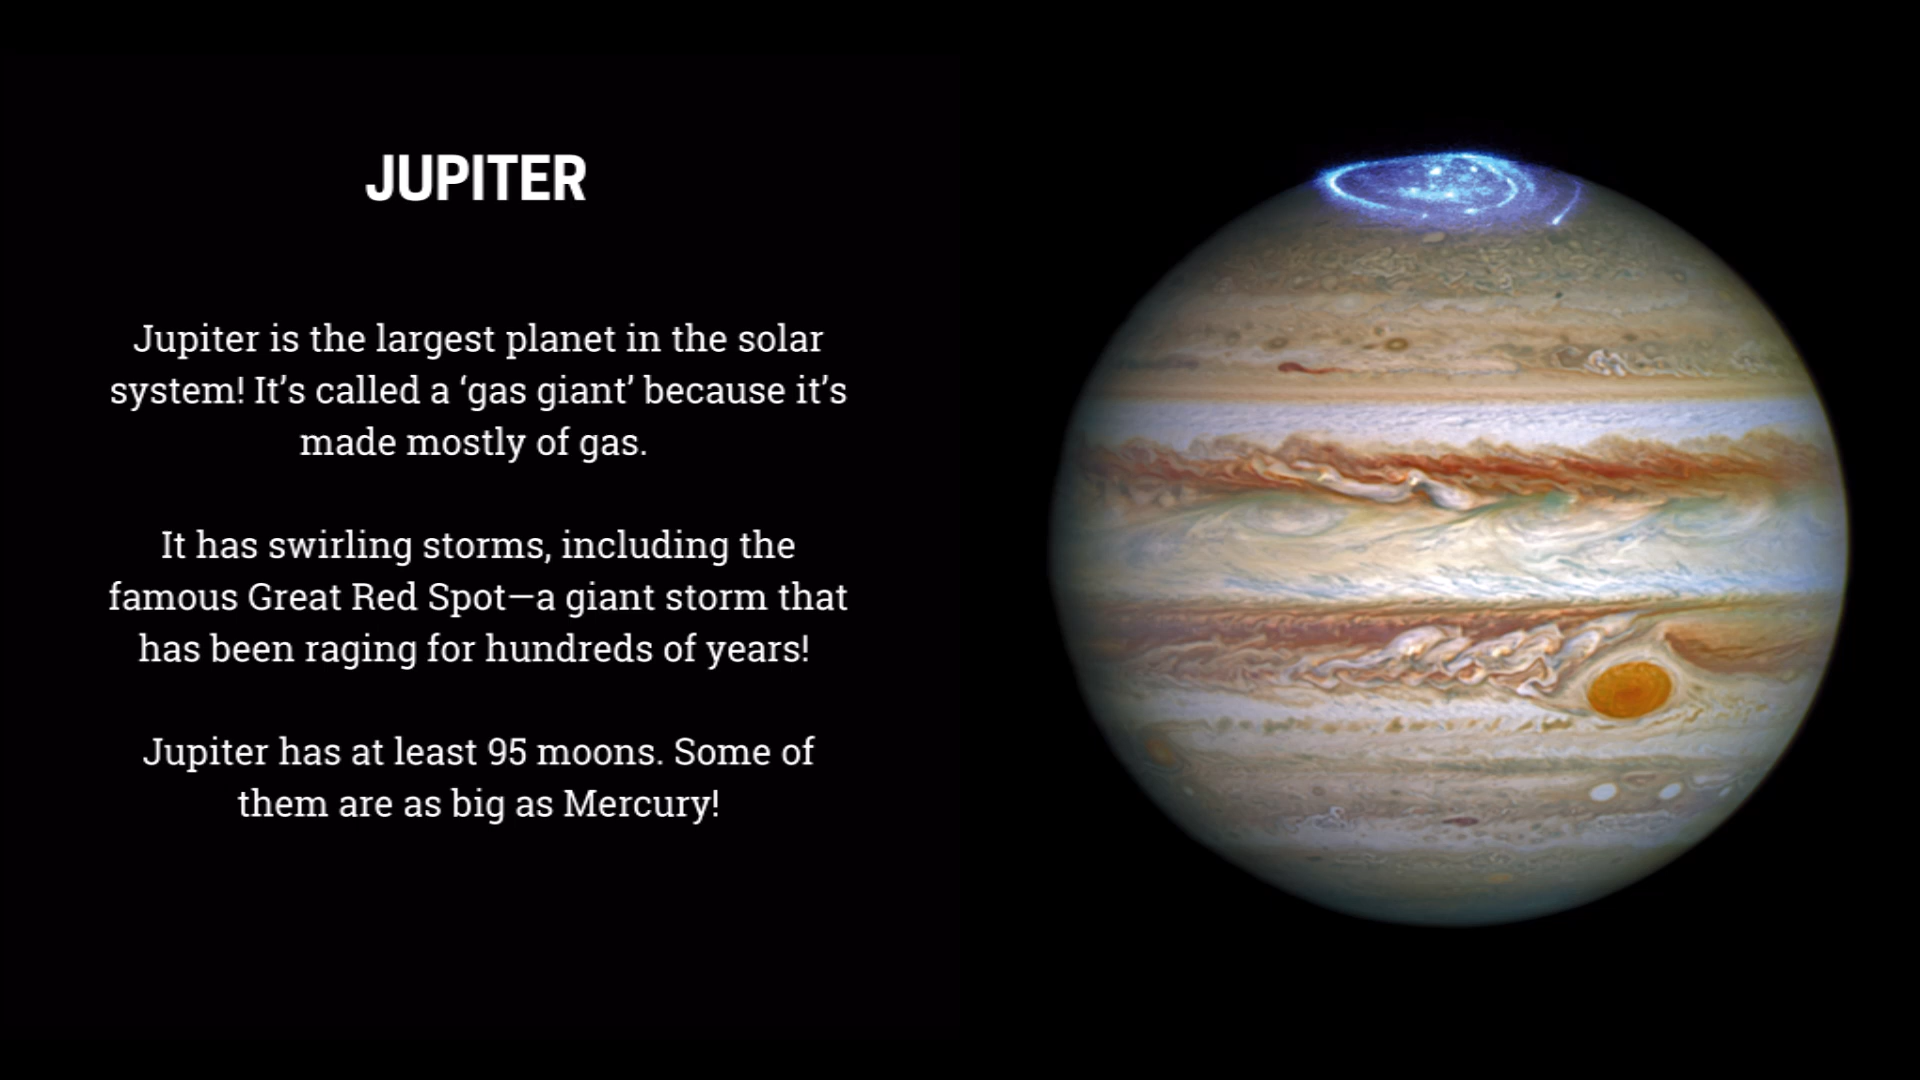 JUPITER
Jupiter is the largest planet in the solar
system! It’s called a ‘gas giant’ because it’s
made mostly of gas.
It has swirling storms, including the
famous Great Red Spot—a giant storm that
has been raging for hundreds of years!
Jupiter has at least 95 moons. Some of
them are as big as Mercury!